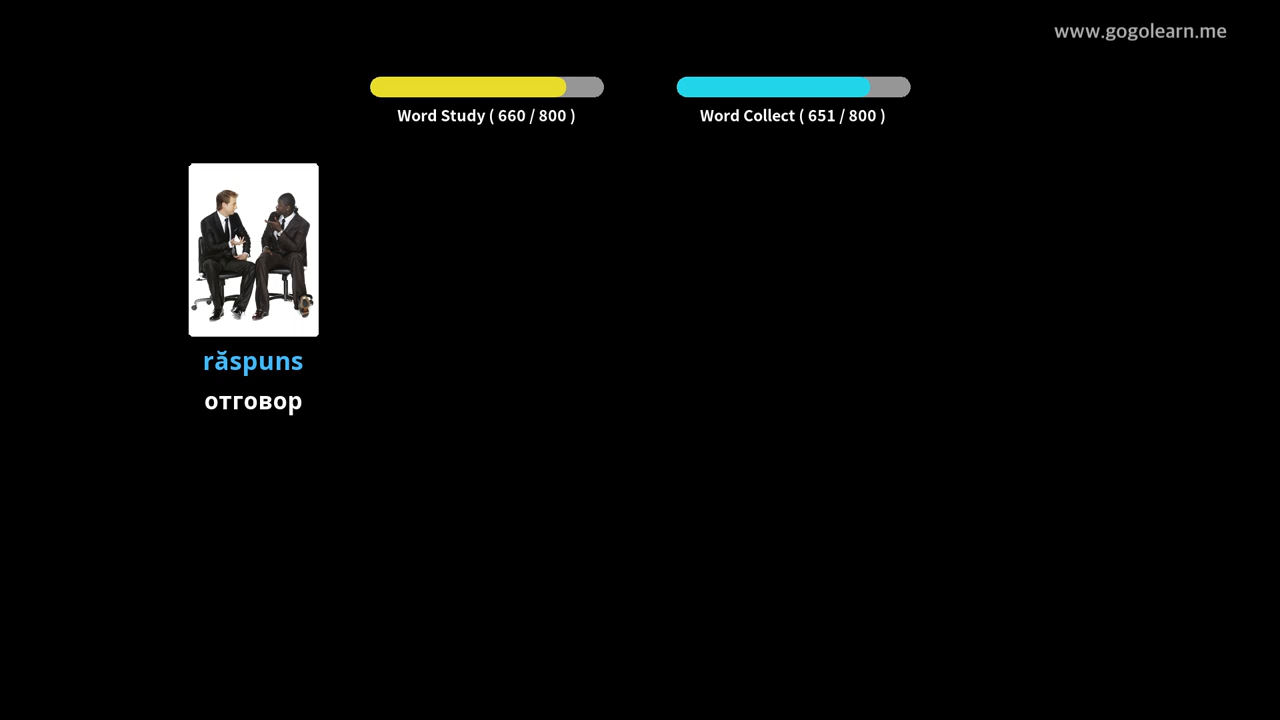 www.gogolearn.me
Word Study ( 660 / 800 )
Word Collect ( 651 / 800 )
răspuns
отговор